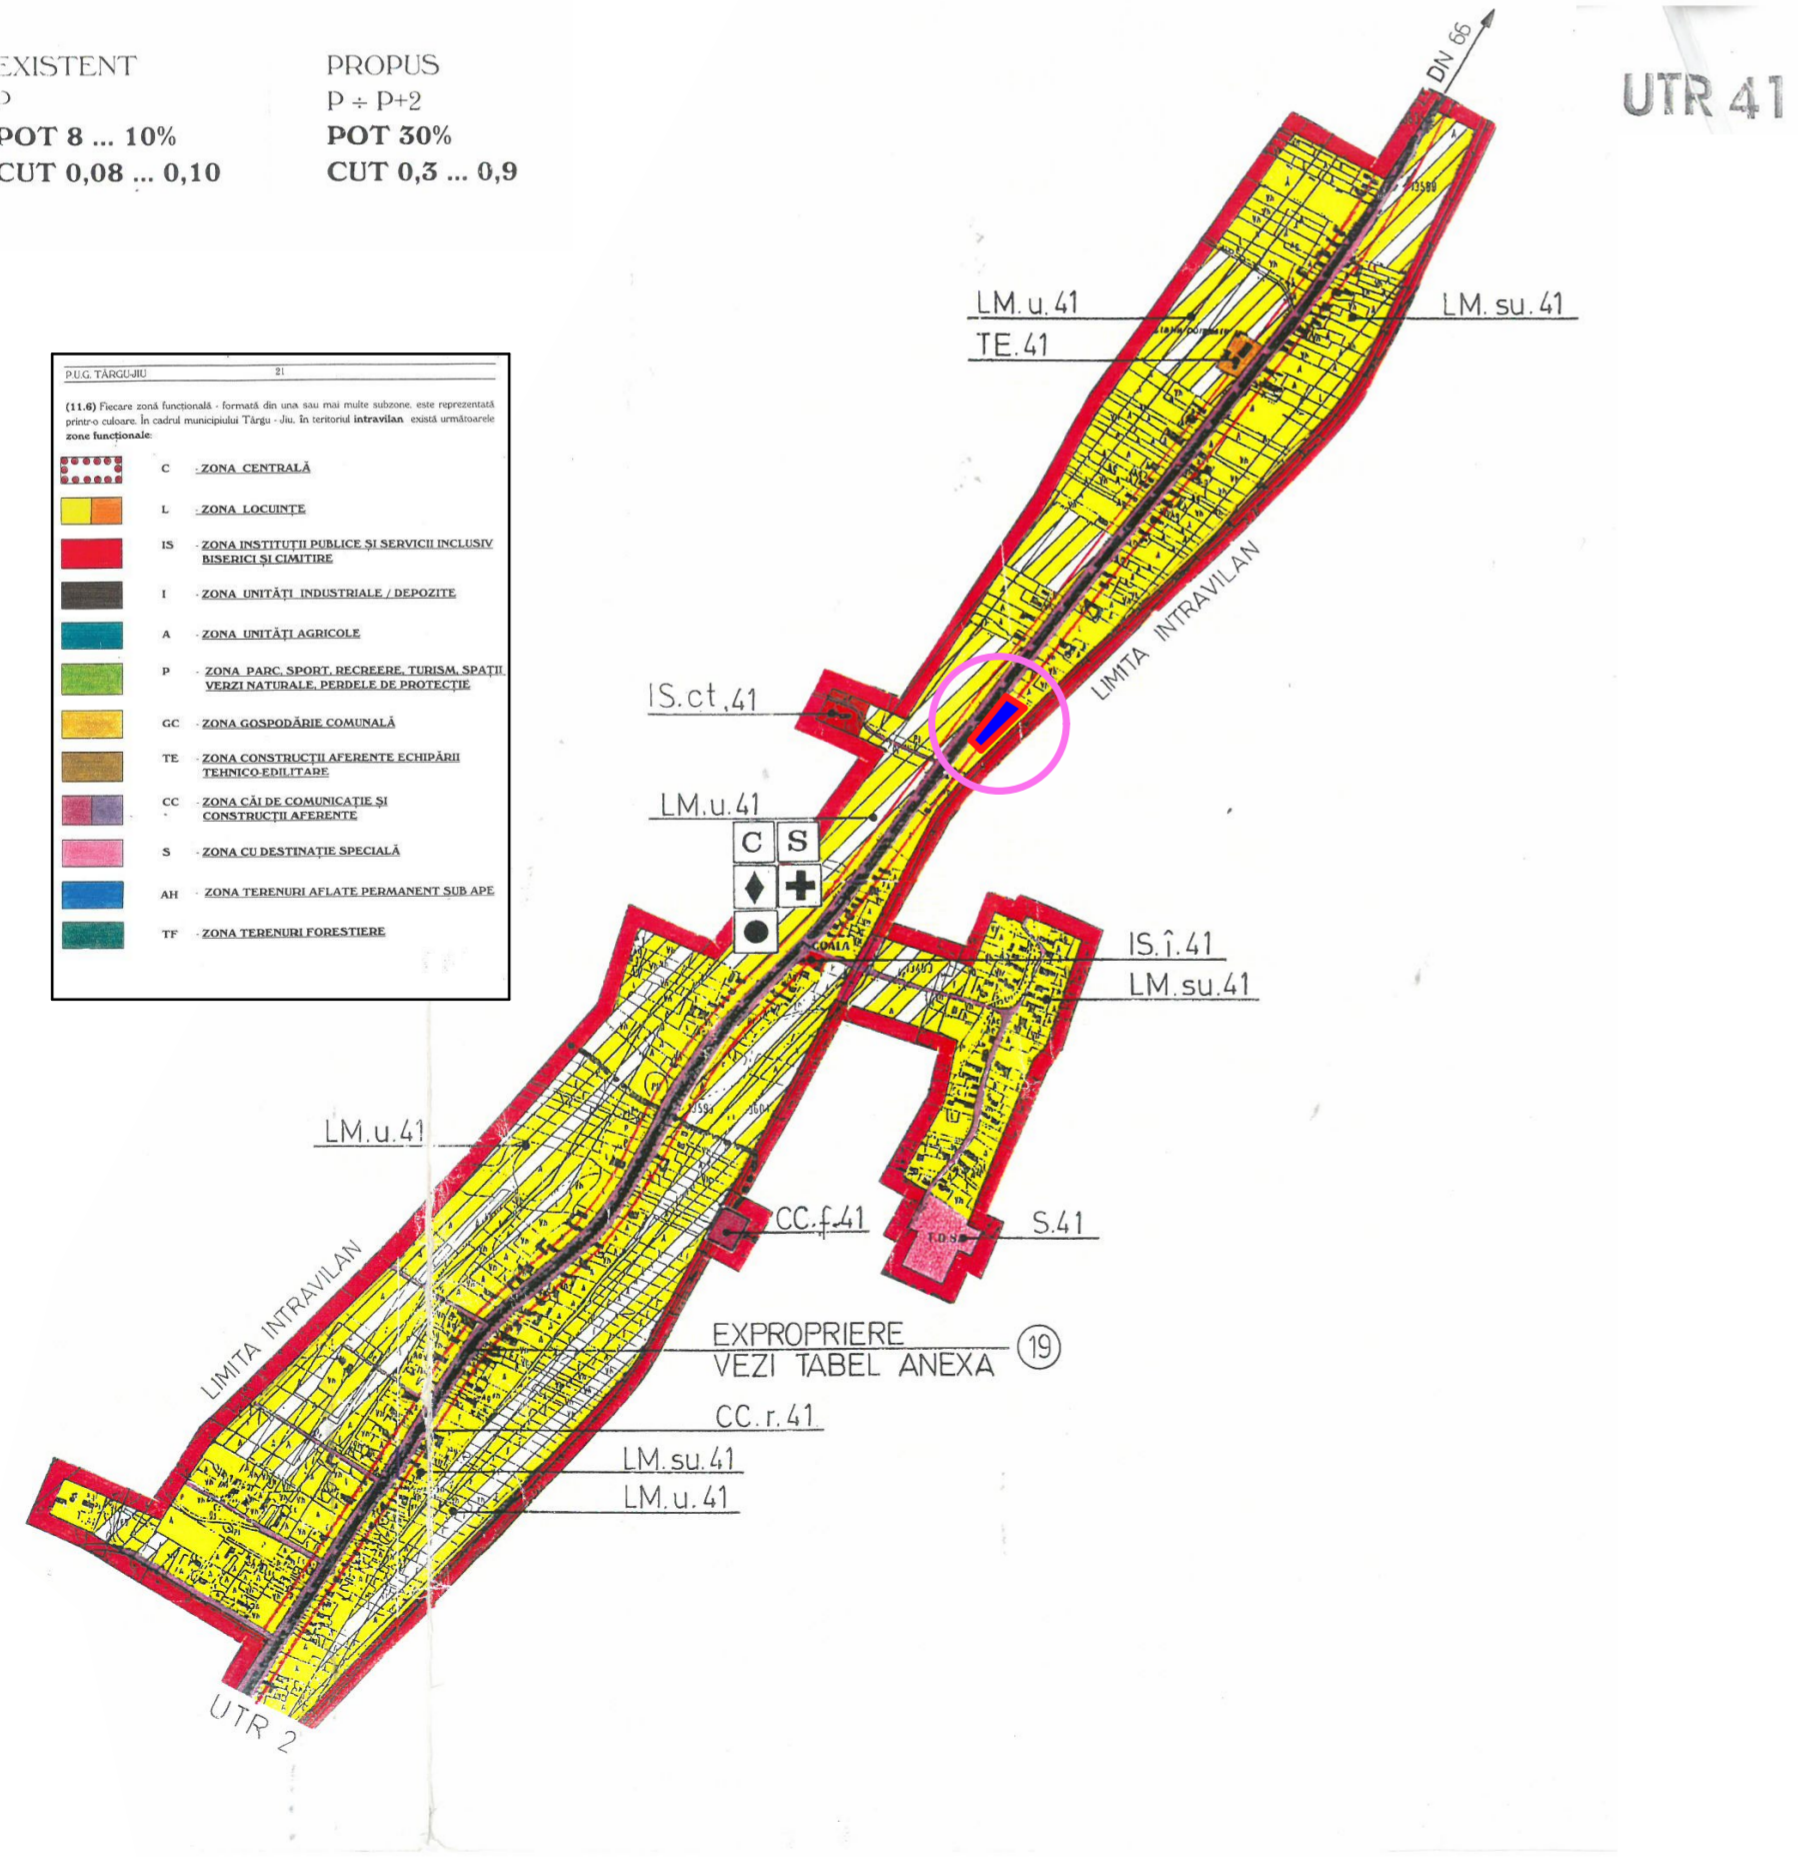 EXISTENT
P
POT 8 ... 10%
CUT 0,08 ... 0,10
PROPUS
P ÷ P+2
POT 30%
CUT 0,3 ... 0,9
DN 66
UTR 41
P.U.G. TÂRGU-JIU 21
(11.6) Fiecare zonă funcțională - formată din una sau mai multe subzone, este reprezentată
printr-o culoare. În cadrul municipiului Târgu - Jiu, în teritoriul intravilan există următoarele
zone funcționale:
C - ZONA CENTRALĂ
L - ZONA LOCUINȚE
IS - ZONA INSTITUȚII PUBLICE ȘI SERVICII INCLUSIV
BISERICI ȘI CIMITIRE
I - ZONA UNITĂȚI INDUSTRIALE / DEPOZITE
A - ZONA UNITĂȚI AGRICOLE
P - ZONA PARC, SPORT, RECREERE, TURISM, SPAȚII
VERZI NATURALE, PERDELE DE PROTECȚIE
GC - ZONA GOSPODĂRIE COMUNALĂ
TE - ZONA CONSTRUCȚII AFERENTE ECHIPĂRII
TEHNICO-EDILITARE
CC - ZONA CĂI DE COMUNICAȚIE ȘI
CONSTRUCȚII AFERENTE
S - ZONA CU DESTINAȚIE SPECIALĂ
AH - ZONA TERENURI AFLATE PERMANENT SUB APE
TF - ZONA TERENURI FORESTIERE
13599
LM.u.41
TE.41
LM.su.41
LIMITA INTRAVILAN
IS.ct.41
LM.u.41
C S
IS.î.41
LM.su.41
LM.u.41
CC.f.41
S.41
LIMITA INTRAVILAN
EXPROPRIERE
VEZI TABEL ANEXA
19
CC.r.41
LM.su.41
LM.u.41
UTR 2